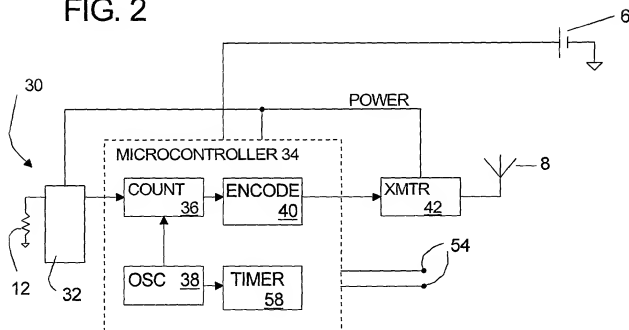 FIG. 2
6
30
POWER
MICROCONTROLLER 34
8
COUNT
36
ENCODE
40
XMTR
42
12
32
OSC 38
TIMER
58
54